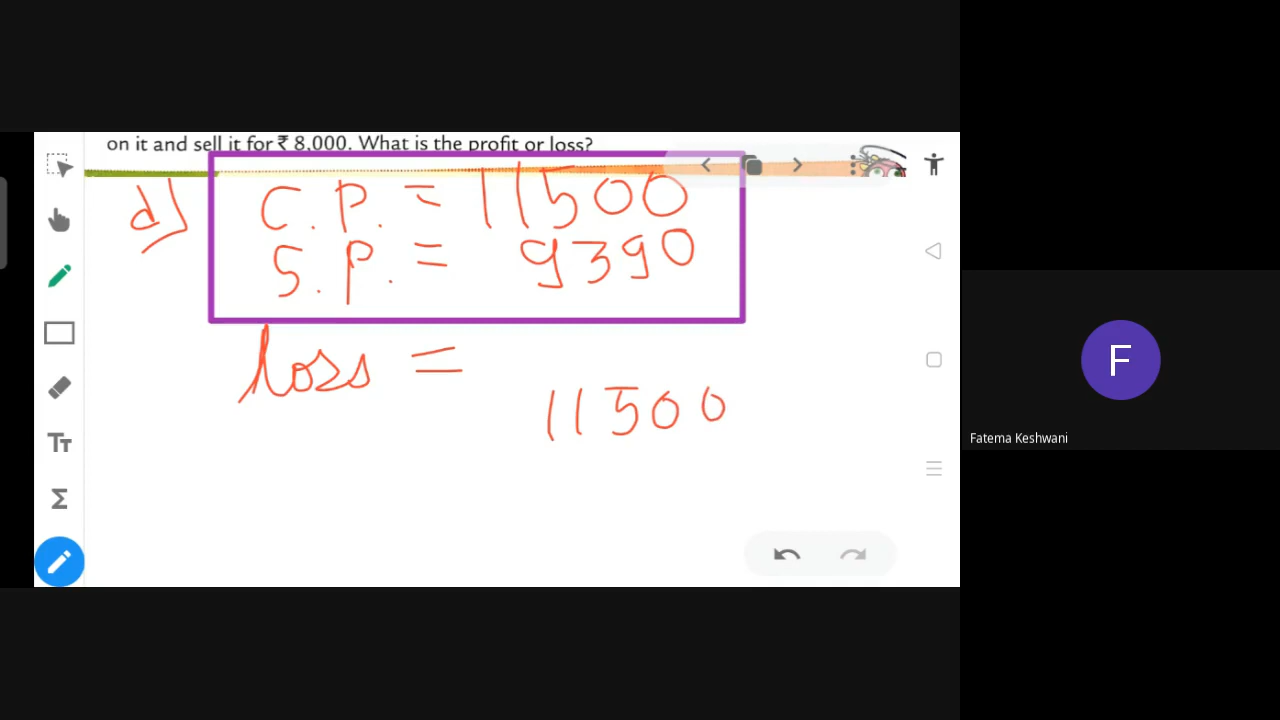 on it and sell it for ₹ 8,000. What is the profit or loss?
d)
C.P. = 11500
S.P. = 9390
loss =
11500
Tт
Σ
F
Fatema Keshwani